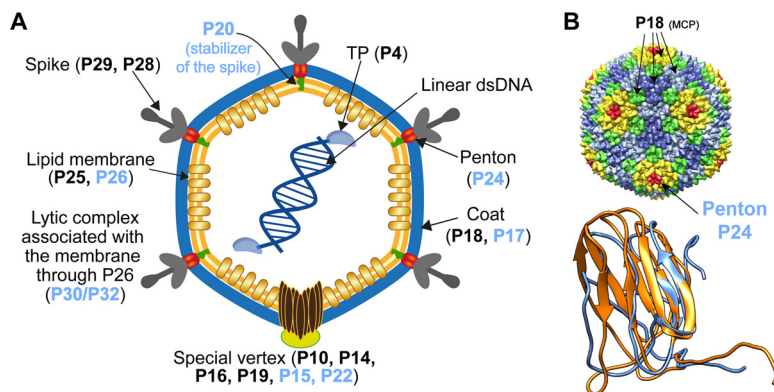 A
P20
(stabilizer
of the spike)
TP (P4)
Spike (P29, P28)
Linear dsDNA
Lipid membrane
(P25, P26)
Penton
(P24)
Lytic complex
associated with
the membrane
through P26
(P30/P32)
Coat
(P18, P17)
Special vertex (P10, P14,
P16, P19, P15, P22)
B
P18 (MCP)
Penton
P24